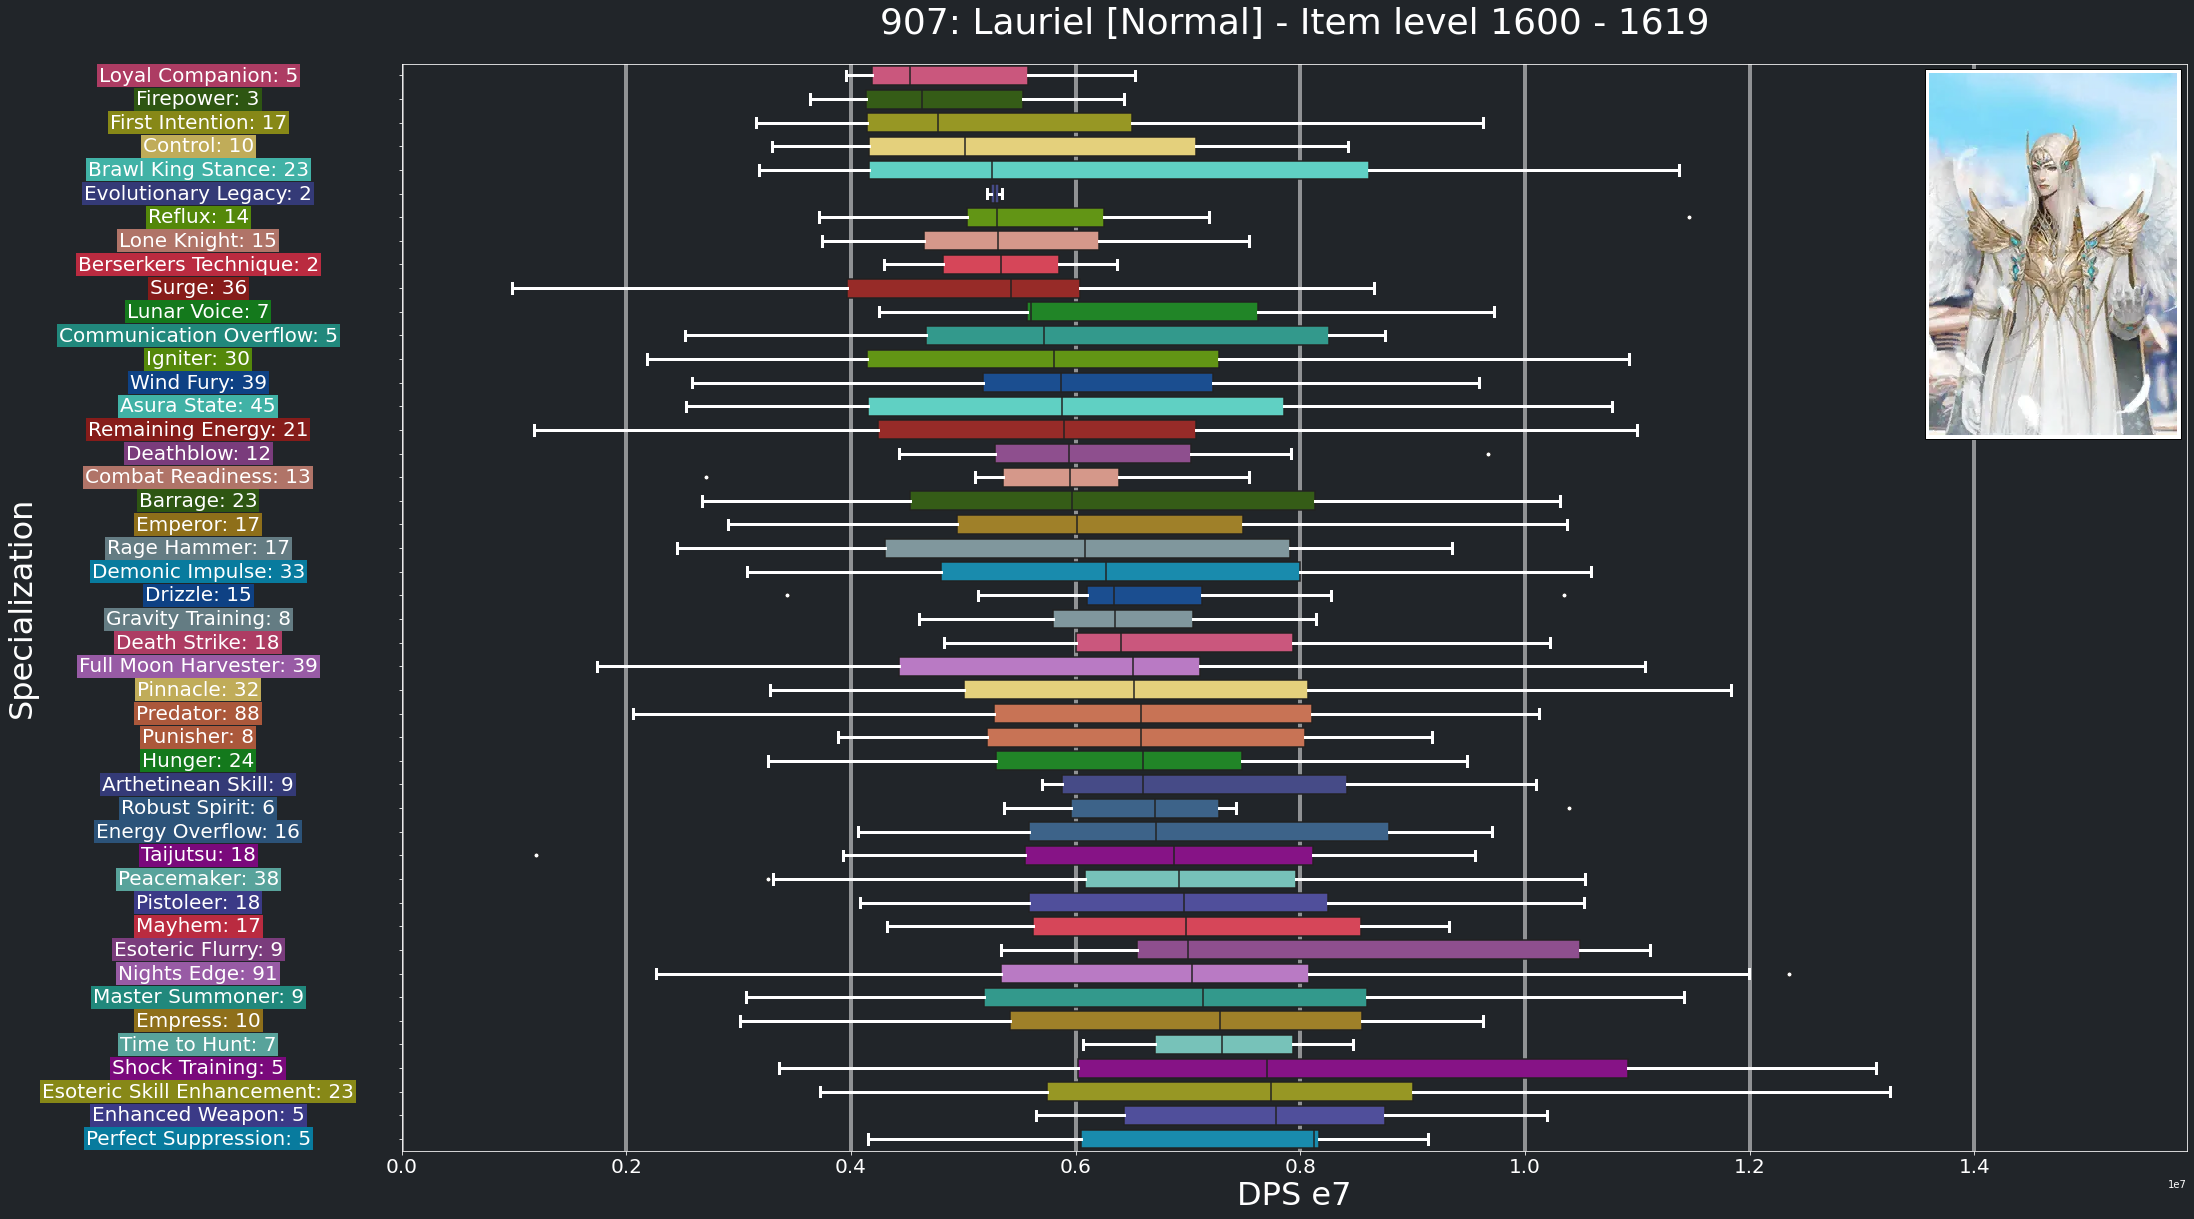 907: Lauriel [Normal] - Item level 1600 - 1619
Specialization
Loyal Companion: 5
Firepower: 3
First Intention: 17
Control: 10
Brawl King Stance: 23
Evolutionary Legacy: 2
Reflux: 14
Lone Knight: 15
Berserkers Technique: 2
Surge: 36
Lunar Voice: 7
Communication Overflow: 5
Igniter: 30
Wind Fury: 39
Asura State: 45
Remaining Energy: 21
Deathblow: 12
Combat Readiness: 13
Barrage: 23
Emperor: 17
Rage Hammer: 17
Demonic Impulse: 33
Drizzle: 15
Gravity Training: 8
Death Strike: 18
Full Moon Harvester: 39
Pinnacle: 32
Predator: 88
Punisher: 8
Hunger: 24
Arthetinean Skill: 9
Robust Spirit: 6
Energy Overflow: 16
Taijutsu: 18
Peacemaker: 38
Pistoleer: 18
Mayhem: 17
Esoteric Flurry: 9
Nights Edge: 91
Master Summoner: 9
Empress: 10
Time to Hunt: 7
Shock Training: 5
Esoteric Skill Enhancement: 23
Enhanced Weapon: 5
Perfect Suppression: 5
0.0 0.2 0.4 0.6 0.8 1.0 1.2 1.4
DPS e7
1e7